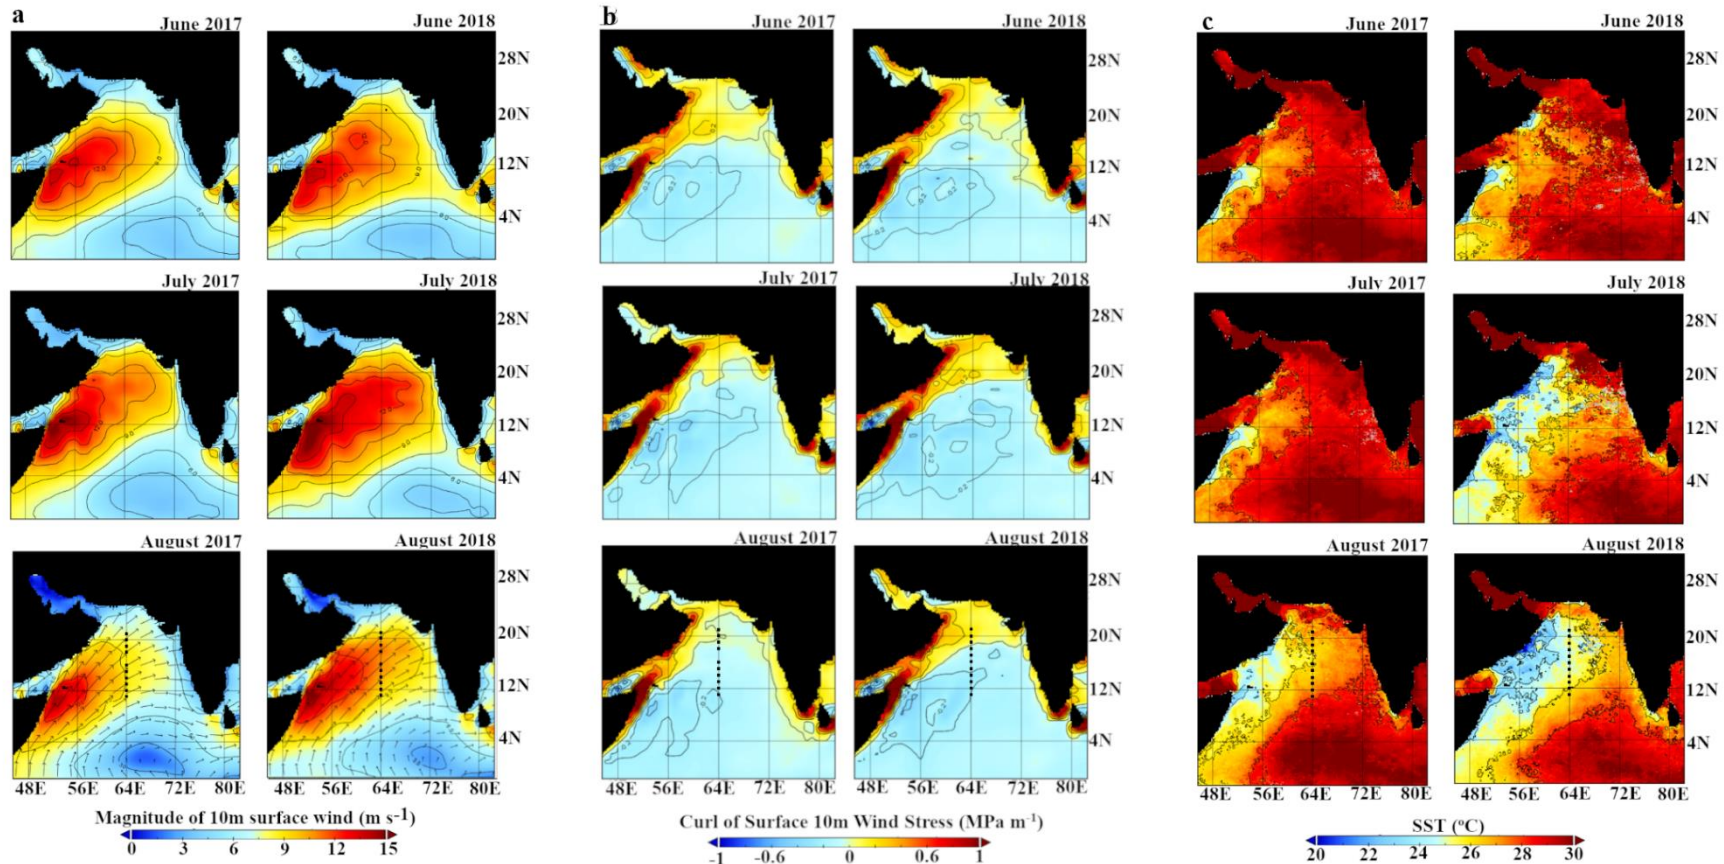 a
b
c
June 2017
June 2018
June 2017
June 2018
June 2017
June 2018
28N
20N
12N
4N
28N
20N
12N
4N
28N
20N
12N
4N
July 2017
July 2018
July 2017
July 2018
July 2017
July 2018
28N
20N
12N
4N
28N
20N
12N
4N
28N
20N
12N
4N
August 2017
August 2018
August 2017
August 2018
August 2017
August 2018
28N
20N
12N
4N
28N
20N
12N
4N
28N
20N
12N
4N
48E 56E 64E 72E 80E
48E 56E 64E 72E 80E
48E 56E 64E 72E 80E
48E 56E 64E 72E 80E
48E 56E 64E 72E 80E
48E 56E 64E 72E 80E
Magnitude of 10m surface wind (m s-1)
0 3 6 9 12 15
Curl of Surface 10m Wind Stress (MPa m-1)
-1 -0.6 0 0.6 1
SST (ºC)
20 22 24 26 28 30